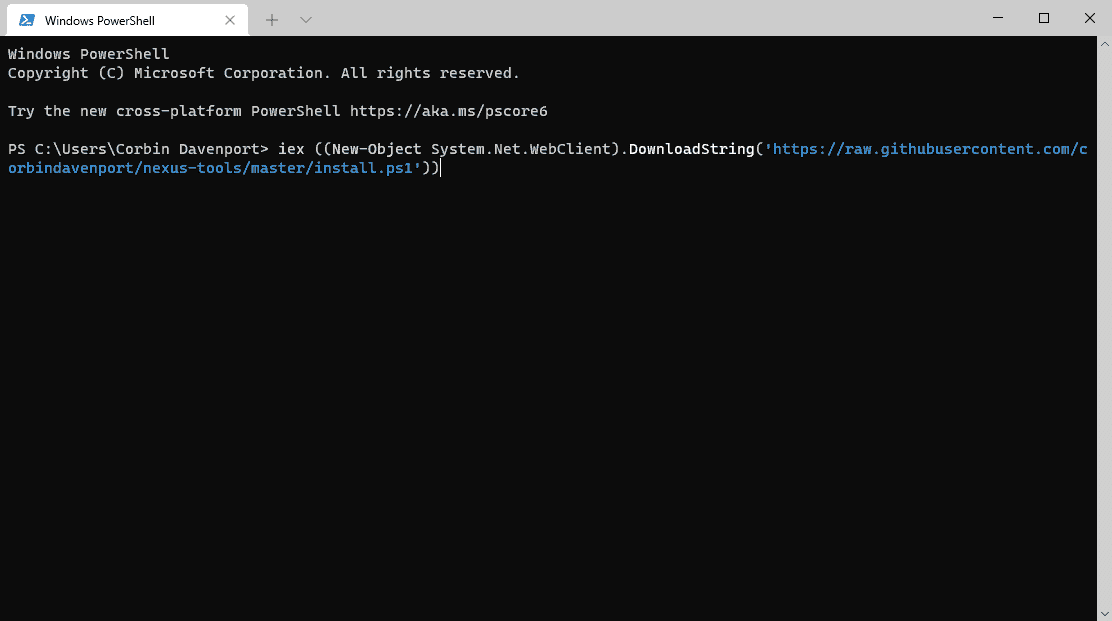 Windows PowerShell
Windows PowerShell
Copyright (C) Microsoft Corporation. All rights reserved.
Try the new cross-platform PowerShell https://aka.ms/pscore6
PS C:\Users\Corbin Davenport> iex ((New-Object System.Net.WebClient).DownloadString('https://raw.githubusercontent.com/c
orbindavenport/nexus-tools/master/install.ps1'))